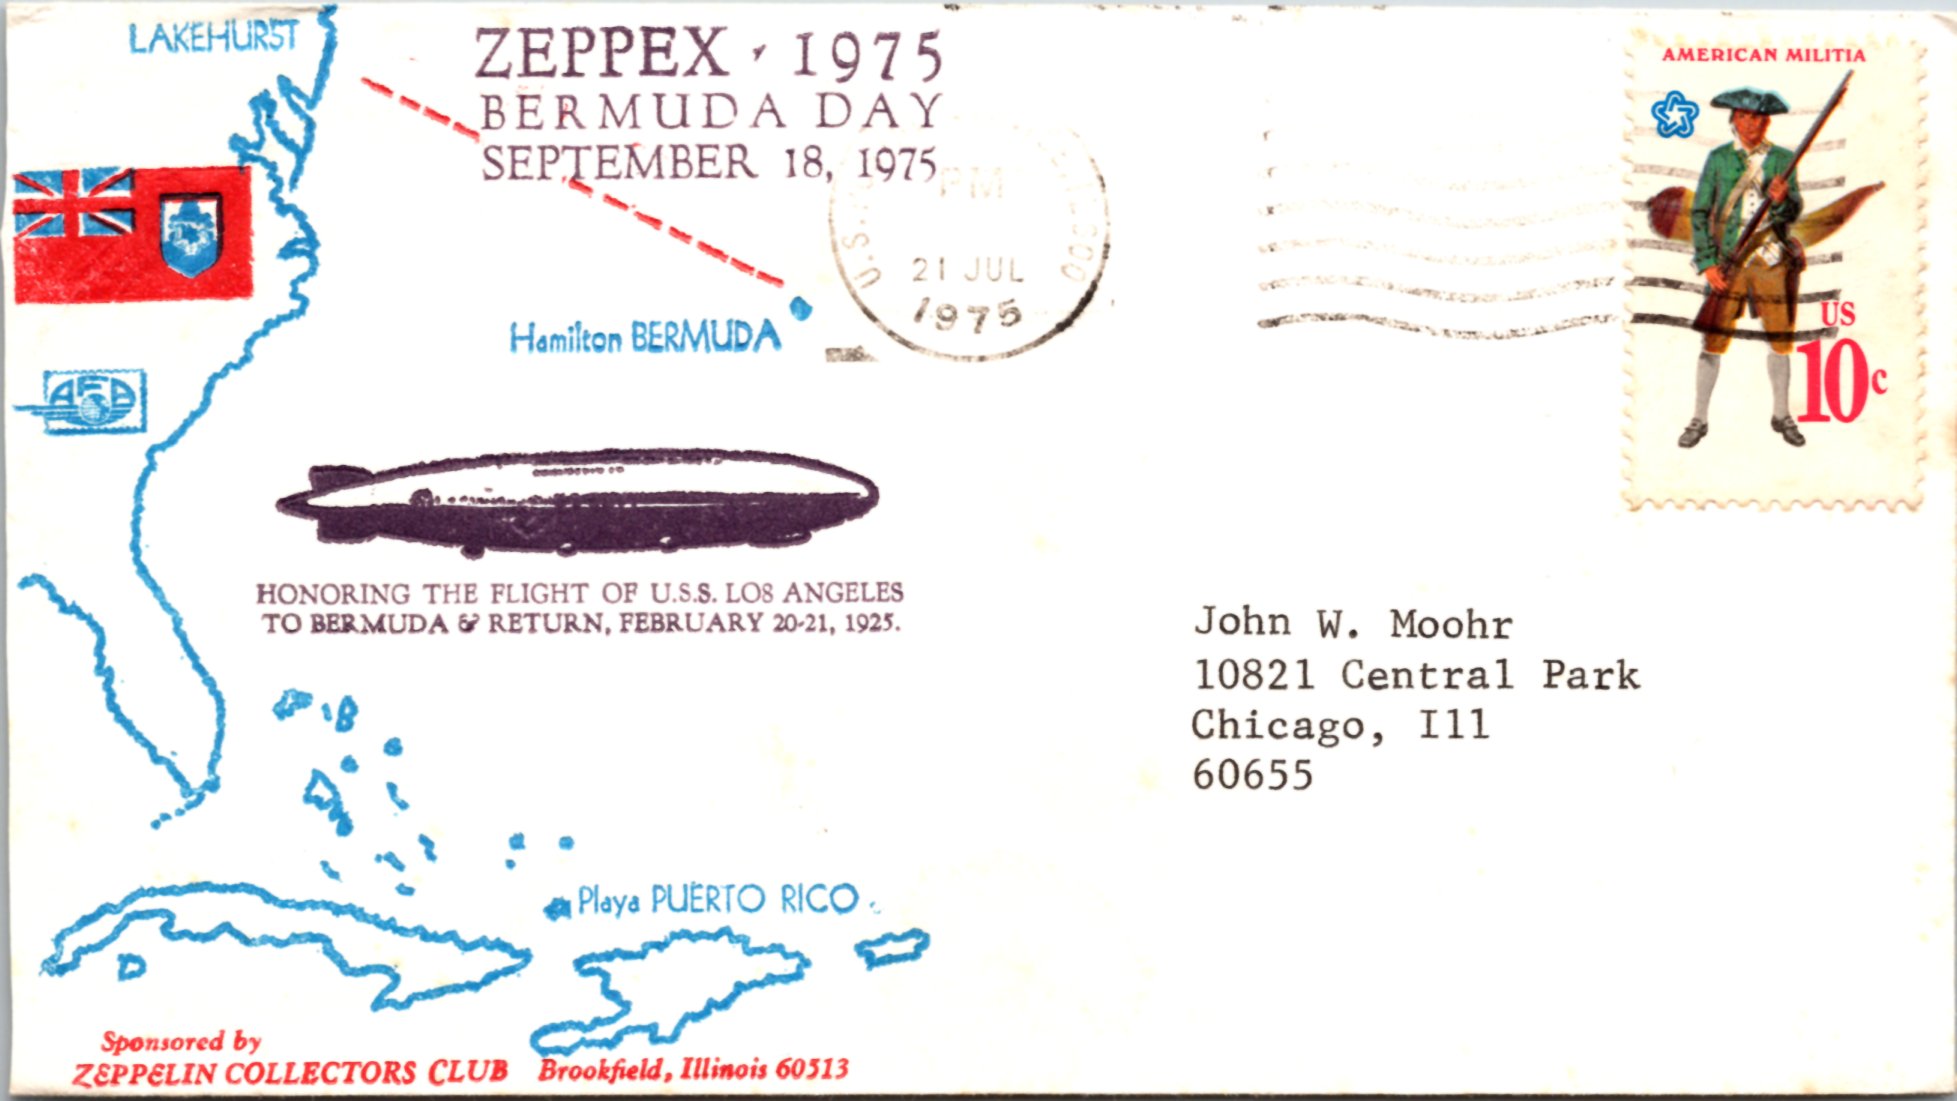 LAKEHURST
ZEPPEX · 1975
BERMUDA DAY
SEPTEMBER 18, 1975
AMERICAN MILITIA
PM
U.S.
21 JUL
1975
US
10c
Hamilton BERMUDA
HONORING THE FLIGHT OF U.S.S. LOS ANGELES
TO BERMUDA & RETURN, FEBRUARY 20-21, 1925.
John W. Moohr
10821 Central Park
Chicago, Ill
60655
Playa PUERTO RICO
Sponsored by
ZEPPELIN COLLECTORS CLUB Brookfield, Illinois 60513